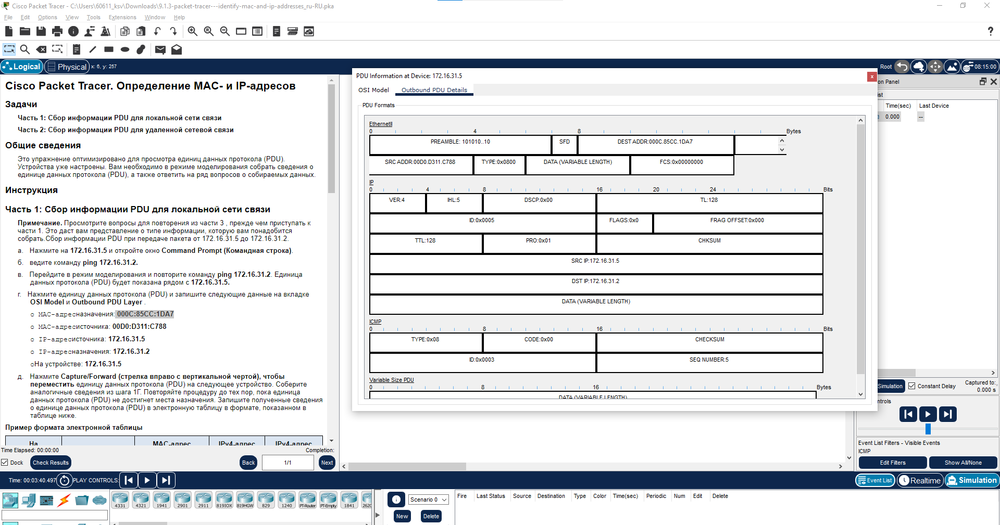 Cisco Packet Tracer - C:\Users\60611_ksv\Downloads\9.1.3-packet-tracer---identify-mac-and-ip-addresses_ru-RU.pka
File Edit Options View Tools Extensions Window Help
?
Logical Physical x: 6, y: 257
Root 08:15:00
Cisco Packet Tracer. Определение MAC- и IP-адресов
Задачи
Часть 1: Сбор информации PDU для локальной сети связи
Часть 2: Сбор информации PDU для удаленной сетевой связи
Общие сведения
Это упражнение оптимизировано для просмотра единиц данных протокола (PDU).
Устройства уже настроены. Вам необходимо в режиме моделирования собрать сведения о
единице данных протокола (PDU), а также ответить на ряд вопросов о собираемых данных.
Инструкция
Часть 1: Сбор информации PDU для локальной сети связи
Примечание. Просмотрите вопросы для повторения из части 3 , прежде чем приступать к
части 1. Это даст вам представление о типе информации, которую вам понадобится
собрать.Сбор информации PDU при передаче пакета от 172.16.31.5 до 172.16.31.2.
а. Нажмите на 172.16.31.5 и откройте окно Command Prompt (Командная строка).
б. ведите команду ping 172.16.31.2.
в. Перейдите в режим моделирования и повторите команду ping 172.16.31.2. Единица
данных протокола (PDU) будет показана рядом с 172.16.31.5.
г. Нажмите единицу данных протокола (PDU) и запишите следующие данные на вкладке
OSI Model и Outbound PDU Layer .
o MAC-адресназначения: 000C:85CC:1DA7
o MAC-адресисточника: 00D0:D311:C788
o IP-адресисточника: 172.16.31.5
o IP-адресназначения: 172.16.31.2
oНа устройстве: 172.16.31.5
д. Нажмите Capture/Forward (стрелка вправо с вертикальной чертой), чтобы
переместить единицу данных протокола (PDU) на следующее устройство. Соберите
аналогичные сведения из шага 1Г. Повторяйте процедуру до тех пор, пока единица
данных протокола (PDU) не достигнет места назначения. Запишите полученные сведения
о единице данных протокола (PDU) в электронную таблицу в формате, показанном в
таблице ниже.
Пример формата электронной таблицы
На MAC-адрес IPv4-адрес IPv4-адрес
Time Elapsed: 00:00:00 Completion:
Dock Check Results Back 1/1 Next
PDU Information at Device: 172.16.31.5 x
OSI Model Outbound PDU Details
PDU Formats
EthernetII
0 4 8 Bytes
PREAMBLE: 101010..10 SFD DEST ADDR:000C.85CC.1DA7
SRC ADDR:00D0.D311.C788 TYPE:0x0800 DATA (VARIABLE LENGTH) FCS:0x00000000
IP
0 4 8 16 20 24 Bits
VER:4 IHL:5 DSCP:0x00 TL:128
ID:0x0005 FLAGS:0x0 FRAG OFFSET:0x000
TTL:128 PRO:0x01 CHKSUM
SRC IP:172.16.31.5
DST IP:172.16.31.2
DATA (VARIABLE LENGTH)
ICMP
0 8 16 Bits
TYPE:0x08 CODE:0x00 CHECKSUM
ID:0x0003 SEQ NUMBER:5
Variable Size PDU
0 8 16 Bytes
DATA (VARIABLE LENGTH)
on Panel
ist
Time(sec) Last Device
0.000 --
Simulation Constant Delay Captured to:
0.000 s
ntrols
Event List Filters - Visible Events
ICMP
Edit Filters Show All/None
Time: 00:03:40.497 PLAY CONTROLS:
Event List Realtime Simulation
4331 4321 1941 2901 2911 819IOX 819HGW 829 1240 PT-Router PT-Empty 1841 2620
Scenario 0
New Delete
Fire Last Status Source Destination Type Color Time(sec) Periodic Num Edit Delete